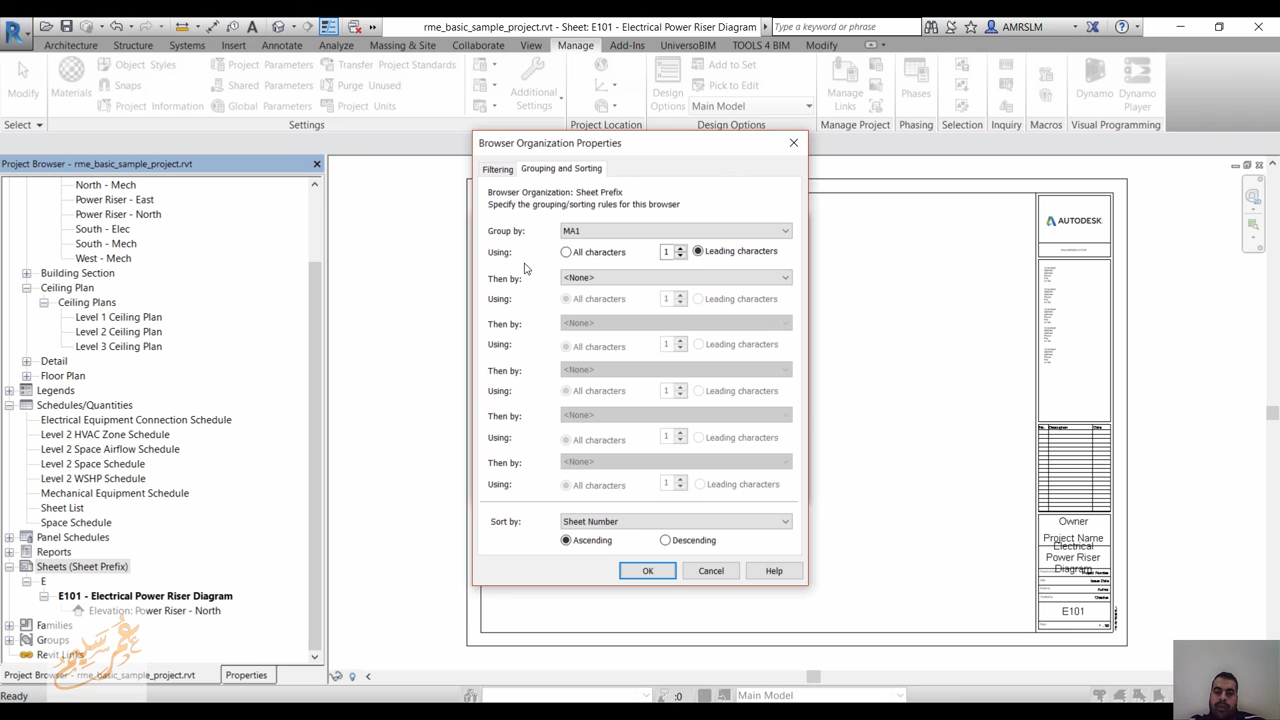 rme_basic_sample_project.rvt - Sheet: E101 - Electrical Power Riser Diagram
Type a keyword or phrase
AMRSLM
Architecture Structure Systems Insert Annotate Analyze Massing & Site Collaborate View Manage Add-Ins UniversoBIM TOOLS 4 BIM Modify
Object Styles Project Parameters Transfer Project Standards Add to Set
Shared Parameters Purge Unused Pick to Edit
Modify Materials Project Information Global Parameters Project Units Additional Settings Design Options Main Model Manage Links Phases Dynamo Dynamo Player
Select Settings Project Location Design Options Manage Project Phasing Selection Inquiry Macros Visual Programming
Project Browser - rme_basic_sample_project.rvt
North - Mech
Power Riser - East
Power Riser - North
South - Elec
South - Mech
West - Mech
Building Section
Ceiling Plan
Ceiling Plans
Level 1 Ceiling Plan
Level 2 Ceiling Plan
Level 3 Ceiling Plan
Detail
Floor Plan
Legends
Schedules/Quantities
Electrical Equipment Connection Schedule
Level 2 HVAC Zone Schedule
Level 2 Space Airflow Schedule
Level 2 Space Schedule
Level 2 WSHP Schedule
Mechanical Equipment Schedule
Sheet List
Space Schedule
Panel Schedules
Reports
Sheets (Sheet Prefix)
E
E101 - Electrical Power Riser Diagram
Elevation: Power Riser - North
Families
Groups
Revit Links
Project Browser - rme_basic_sample_project.rvt Properties
Ready
:0
Main Model
Browser Organization Properties
Filtering Grouping and Sorting
Browser Organization: Sheet Prefix
Specify the grouping/sorting rules for this browser
Group by: MA1
Using: All characters 1 Leading characters
Then by: <None>
Using: All characters 1 Leading characters
Then by: <None>
Using: All characters 1 Leading characters
Then by: <None>
Using: All characters 1 Leading characters
Then by: <None>
Using: All characters 1 Leading characters
Then by: <None>
Using: All characters 1 Leading characters
Sort by: Sheet Number
Ascending Descending
OK Cancel Help
AUTODESK
No. Description Date
Owner
Project Name
Electrical
Power Riser
Diagram
E101